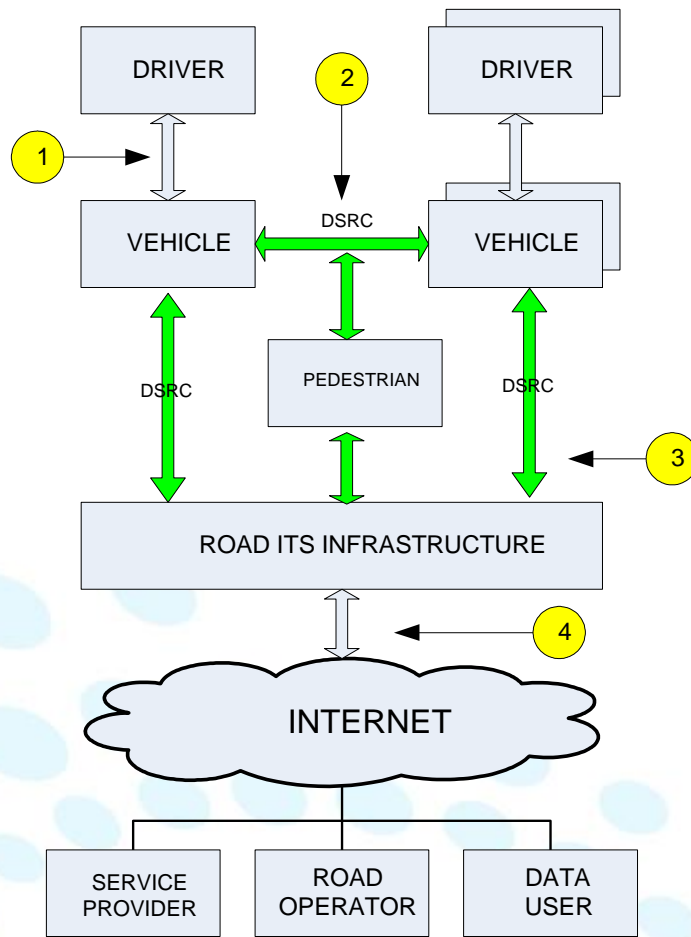 DRIVER
2
DRIVER
1
DSRC
VEHICLE
VEHICLE
PEDESTRIAN
DSRC
DSRC
3
ROAD ITS INFRASTRUCTURE
4
INTERNET
SERVICE
PROVIDER
ROAD
OPERATOR
DATA
USER